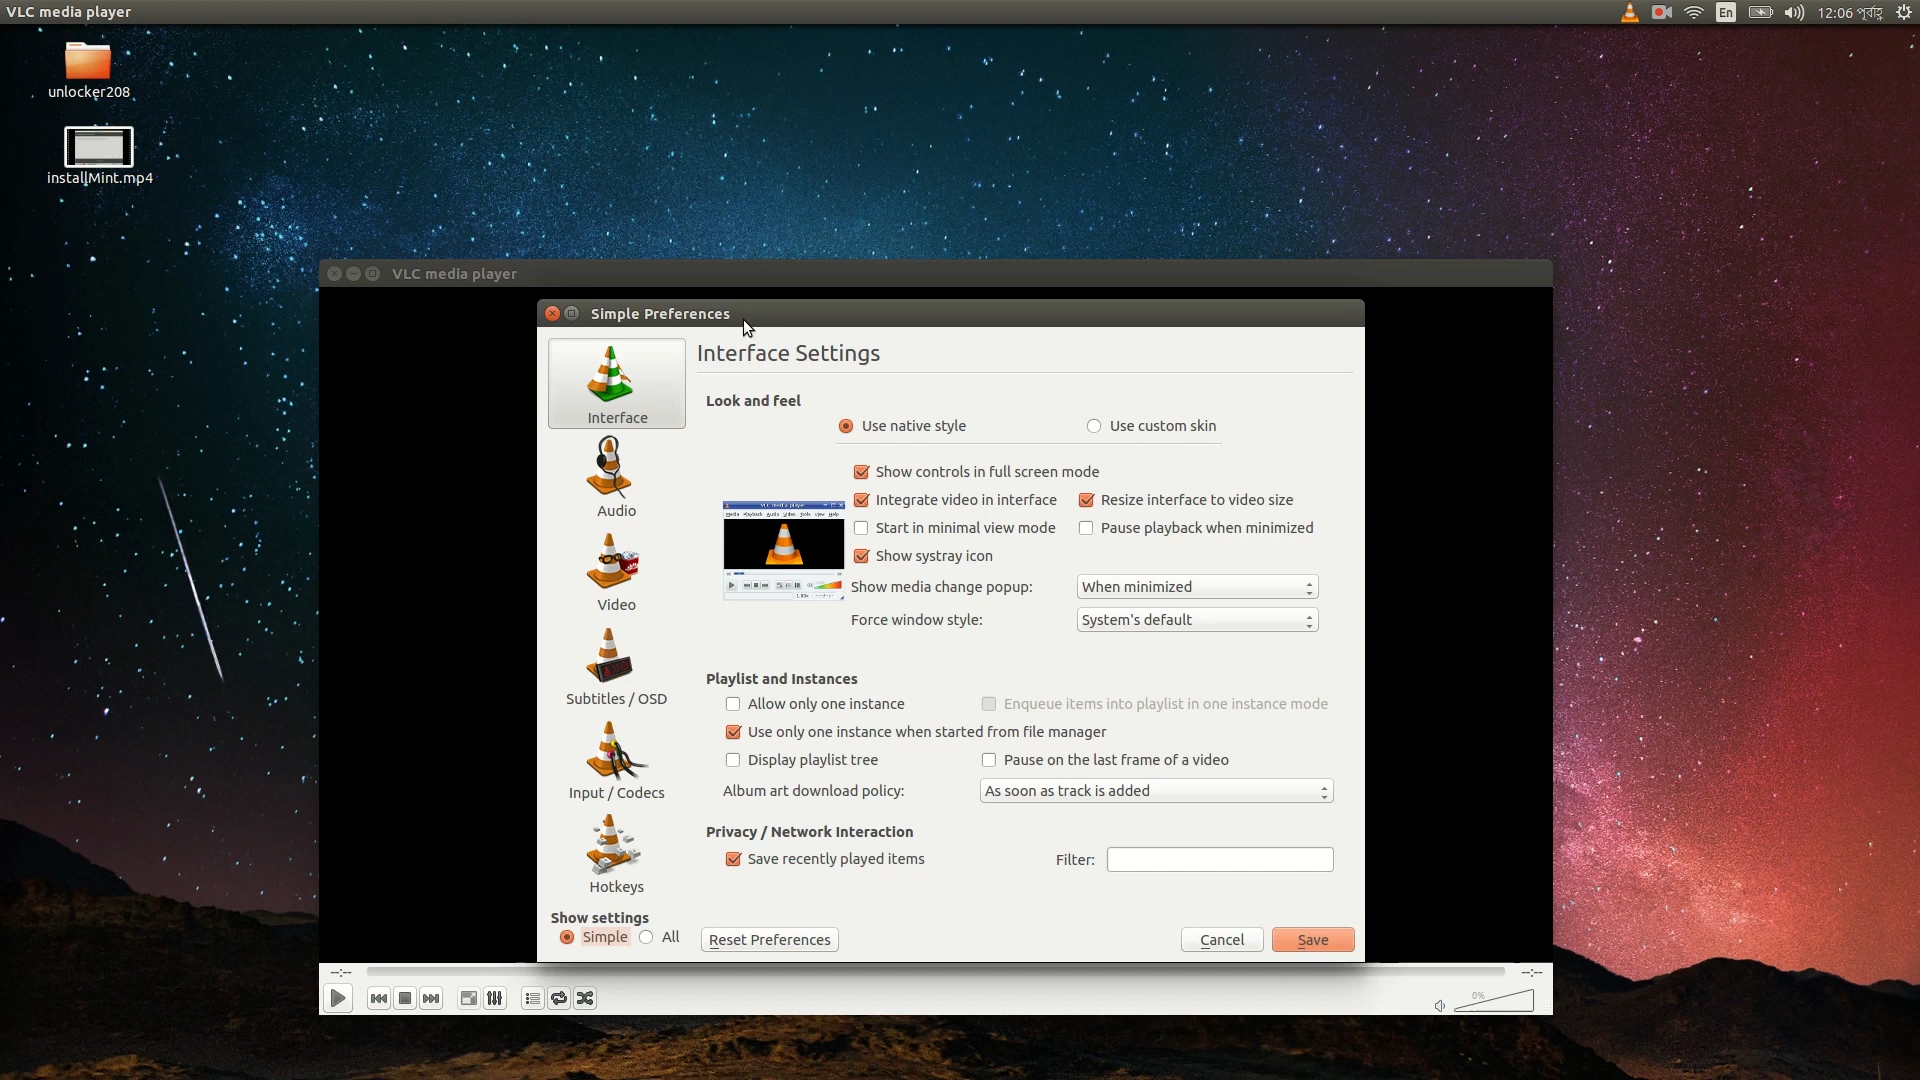 VLC media player
En
12:06 পূর্বাহ্ণ
unlocker208
installMint.mp4
VLC media player
Simple Preferences
Interface Settings
Interface
Look and feel
Use native style
Use custom skin
Show controls in full screen mode
Integrate video in interface
Resize interface to video size
Start in minimal view mode
Pause playback when minimized
Show systray icon
Show media change popup:
When minimized
Force window style:
System's default
Audio
Video
Subtitles / OSD
Input / Codecs
Hotkeys
Playlist and Instances
Allow only one instance
Enqueue items into playlist in one instance mode
Use only one instance when started from file manager
Display playlist tree
Pause on the last frame of a video
Album art download policy:
As soon as track is added
Privacy / Network Interaction
Save recently played items
Filter:
Show settings
Simple
All
Reset Preferences
Cancel
Save
--:--
--:--
0%